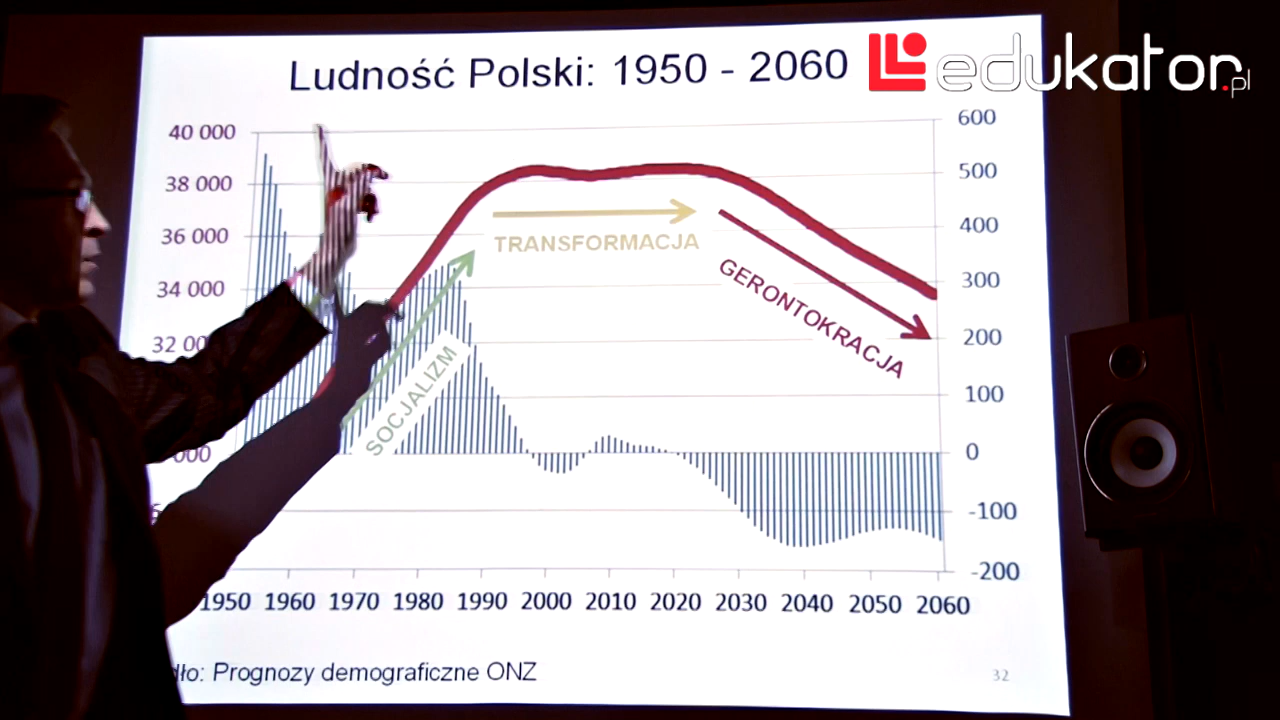 Ludność Polski: 1950 - 2060
edukator.pl
40 000
38 000
36 000
34 000
600
500
400
300
200
100
0
-100
-200
TRANSFORMACJA
GERONTOKRACJA
SOCJALIZM
1950 1960 1970 1980 1990 2000 2010 2020 2030 2040 2050 2060
Prognozy demograficzne ONZ
32